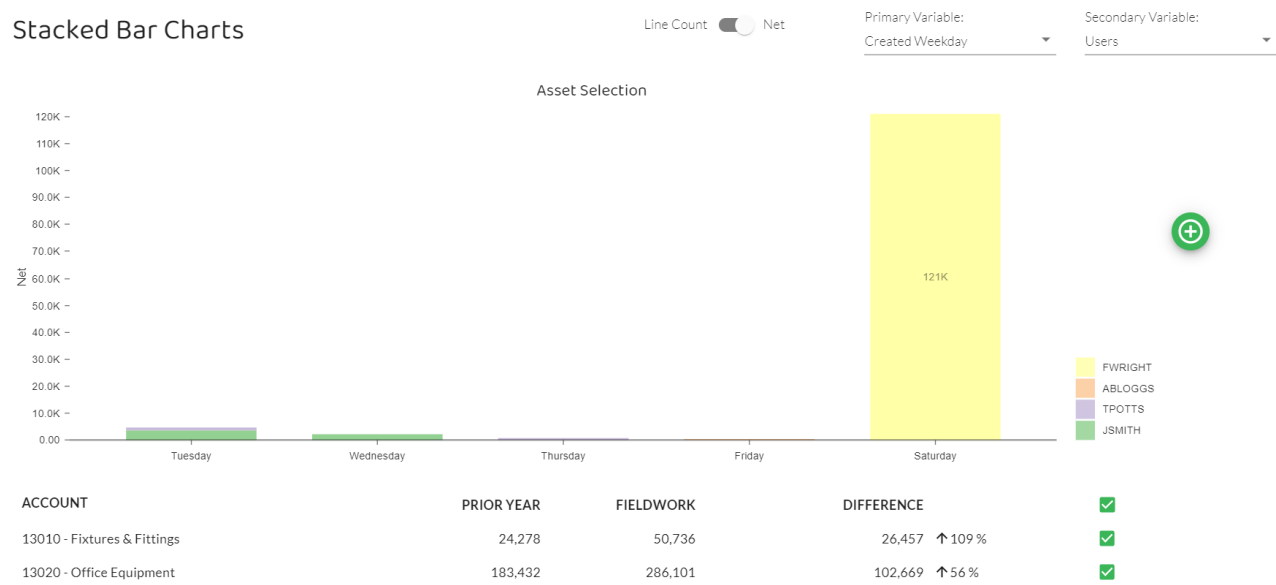 Stacked Bar Charts
Line Count Net
Primary Variable:
Created Weekday
Secondary Variable:
Users
Asset Selection
120K
110K
100K
90.0K
80.0K
70.0K
60.0K
50.0K
40.0K
30.0K
20.0K
10.0K
0.00
Net
121K
Tuesday Wednesday Thursday Friday Saturday
FWRIGHT
ABLOGGS
TPOTTS
JSMITH
ACCOUNT PRIOR YEAR FIELDWORK DIFFERENCE
13010 - Fixtures & Fittings 24,278 50,736 26,457 ↑ 109 %
13020 - Office Equipment 183,432 286,101 102,669 ↑ 56 %